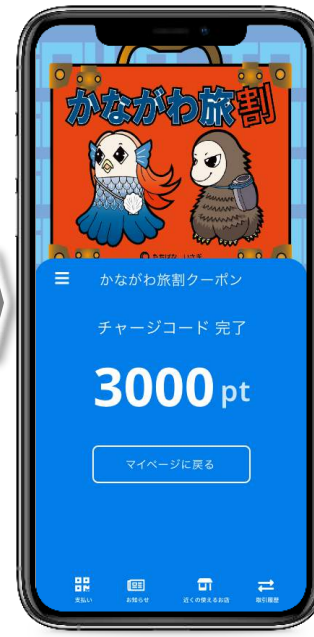 かながわ旅割
かながわ旅割クーポン
チャージコード 完了
3000 pt
マイページに戻る
支払い
お知らせ
近くの使えるお店
取引履歴